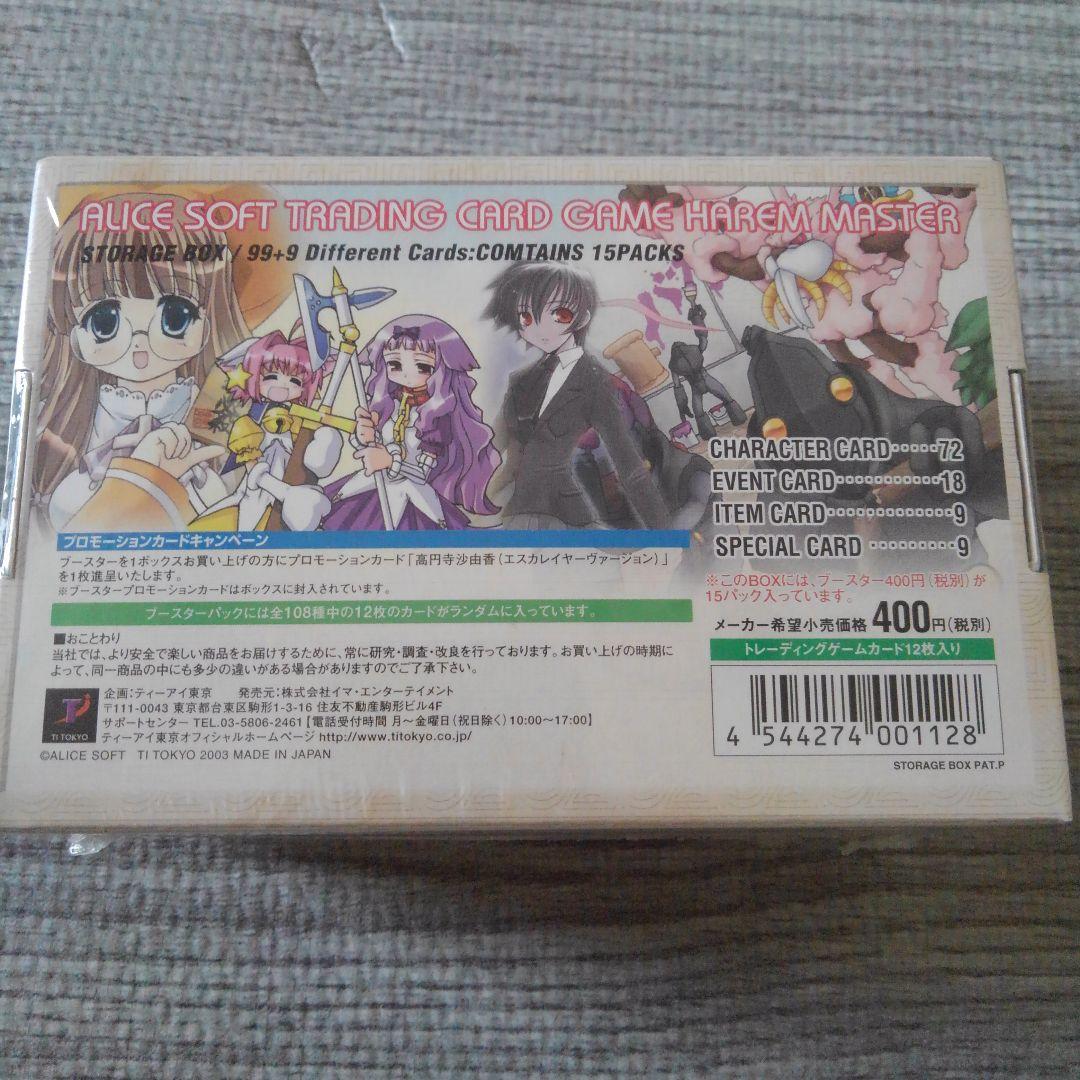 ALICE SOFT TRADING CARD GAME HAREM MASTER
STORAGE BOX / 99+9 Different Cards:COMTAINS 15PACKS
CHARACTER CARD……72
EVENT CARD…………18
ITEM CARD……………9
SPECIAL CARD ………9
プロモーションカードキャンペーン
ブースターを1ボックスお買い上げの方にプロモーションカード「高円寺沙由香(エスカレイヤーヴァージョン)」
を1枚進呈いたします。
※ブースタープロモーションカードはボックスに封入されています。
ブースターパックには全108種中の12枚のカードがランダムに入っています。
※このBOXには、ブースター400円(税別)が
15パック入っています。
メーカー希望小売価格 400円(税別)
トレーディングゲームカード12枚入り
■おことわり
当社では、より安全で楽しい商品をお届けするために、常に研究・調査・改良を行っております。お買い上げの時期に
よって、同一商品の中にも多少の違いがある場合がありますのでご了承下さい。
TI TOKYO
企画:ティーアイ東京 発売元:株式会社イマ・エンターテイメント
〒111-0043 東京都台東区駒形1-3-16 住友不動産駒形ビル4F
サポートセンター TEL.03-5806-2461【電話受付時間 月〜金曜日(祝日除く)10:00〜17:00】
ティーアイ東京オフィシャルホームページ http://www.titokyo.co.jp/
©ALICE SOFT TI TOKYO 2003 MADE IN JAPAN
4 544274 001128
STORAGE BOX PAT.P